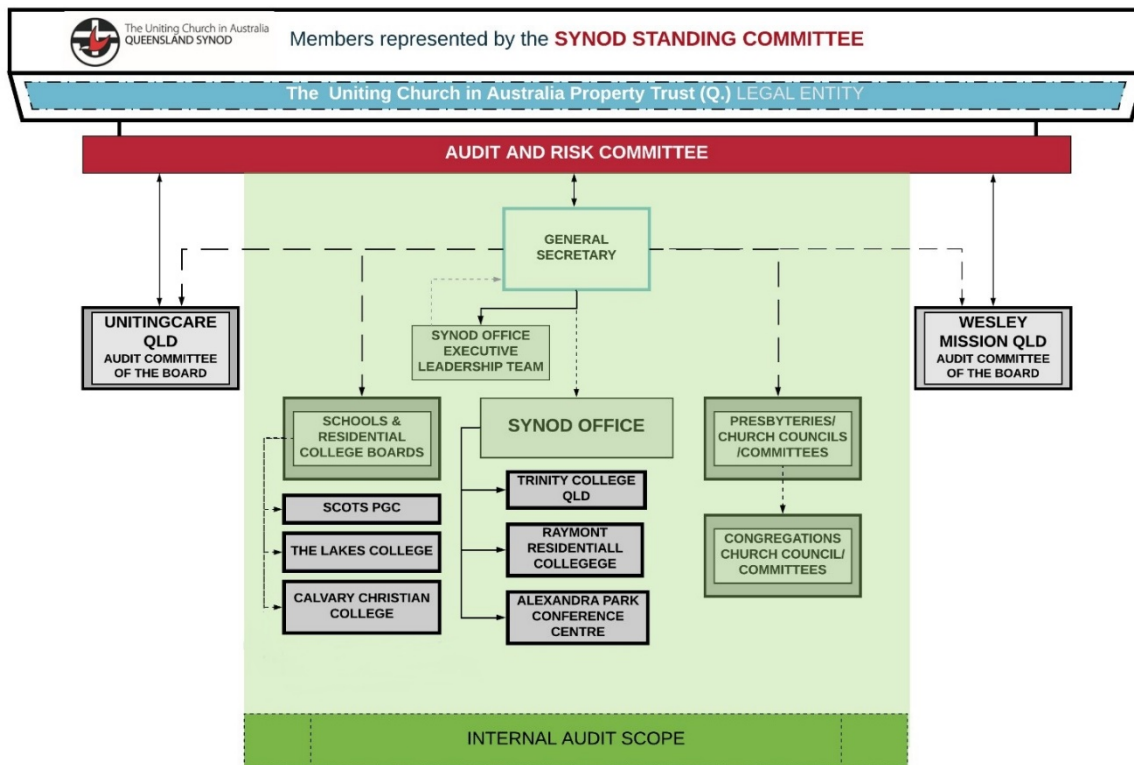 The Uniting Church in Australia
QUEENSLAND SYNOD
Members represented by the SYNOD STANDING COMMITTEE
The Uniting Church in Australia Property Trust (Q.) LEGAL ENTITY
AUDIT AND RISK COMMITTEE
GENERAL
SECRETARY
UNITINGCARE
QLD
AUDIT COMMITTEE
OF THE BOARD
SYNOD OFFICE
EXECUTIVE
LEADERSHIP TEAM
WESLEY
MISSION QLD
AUDIT COMMITTEE
OF THE BOARD
SCHOOLS &
RESIDENTIAL
COLLEGE BOARDS
SCOTS PGC
THE LAKES COLLEGE
CALVARY CHRISTIAN
COLLEGE
SYNOD OFFICE
TRINITY COLLEGE
QLD
RAYMONT
RESIDENTIALL
COLLEGEGE
ALEXANDRA PARK
CONFERENCE
CENTRE
PRESBYTERIES/
CHURCH COUNCILS
/COMMITTEES
CONGREGATIONS
CHURCH COUNCIL/
COMMITTEES
INTERNAL AUDIT SCOPE